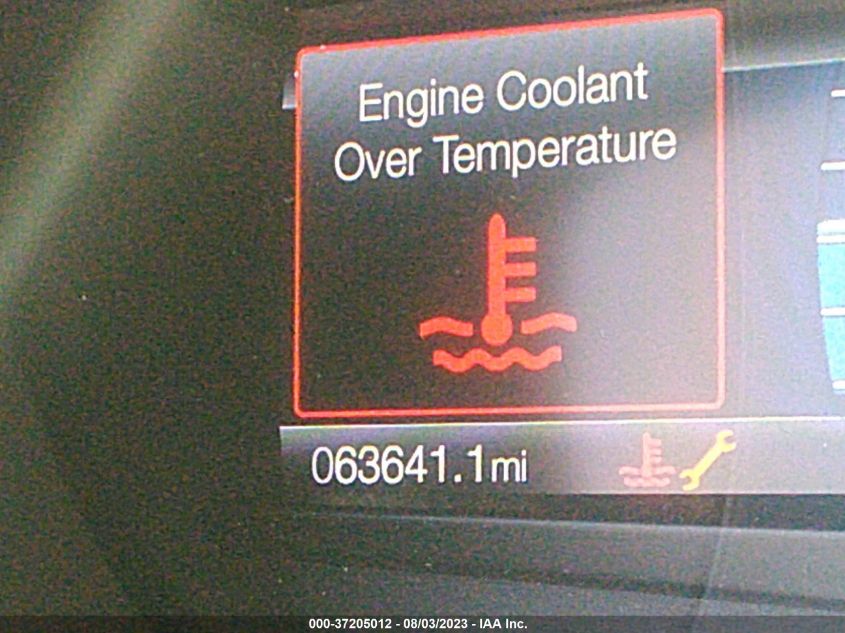 Engine Coolant
Over Temperature
063641.1mi
000-37205012 - 08/03/2023 - IAA Inc.